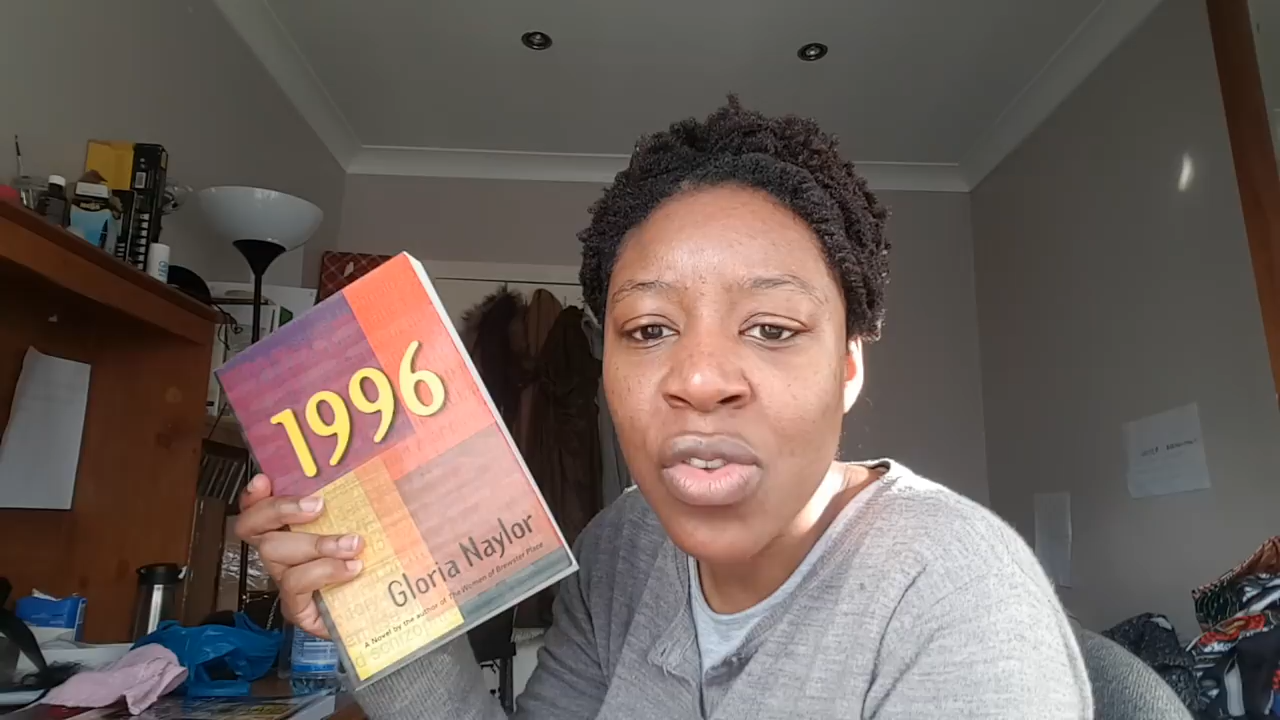 1996
Gloria Naylor
A Novel by the author of The Women of Brewster Place